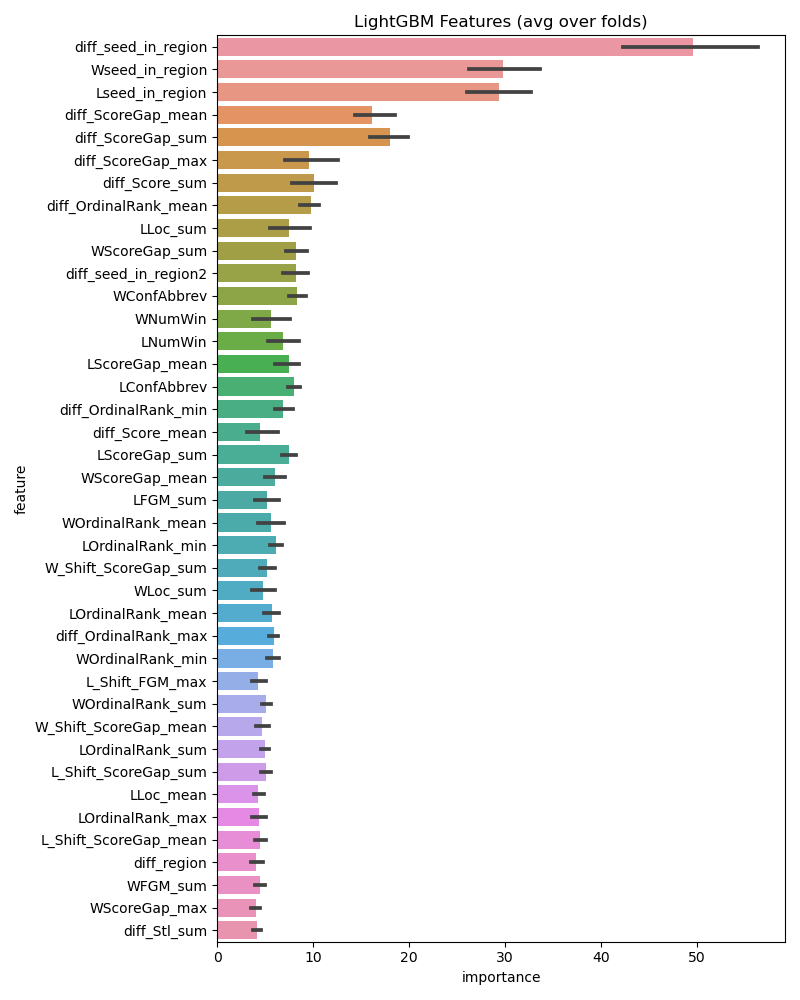 LightGBM Features (avg over folds)
diff_seed_in_region
Wseed_in_region
Lseed_in_region
diff_ScoreGap_mean
diff_ScoreGap_sum
diff_ScoreGap_max
diff_Score_sum
diff_OrdinalRank_mean
LLoc_sum
WScoreGap_sum
diff_seed_in_region2
WConfAbbrev
WNumWin
LNumWin
LScoreGap_mean
LConfAbbrev
diff_OrdinalRank_min
diff_Score_mean
LScoreGap_sum
WScoreGap_mean
LFGM_sum
WOrdinalRank_mean
LOrdinalRank_min
W_Shift_ScoreGap_sum
WLoc_sum
LOrdinalRank_mean
diff_OrdinalRank_max
WOrdinalRank_min
L_Shift_FGM_max
WOrdinalRank_sum
W_Shift_ScoreGap_mean
LOrdinalRank_sum
L_Shift_ScoreGap_sum
LLoc_mean
LOrdinalRank_max
L_Shift_ScoreGap_mean
diff_region
WFGM_sum
WScoreGap_max
diff_Stl_sum
feature
0 10 20 30 40 50
importance